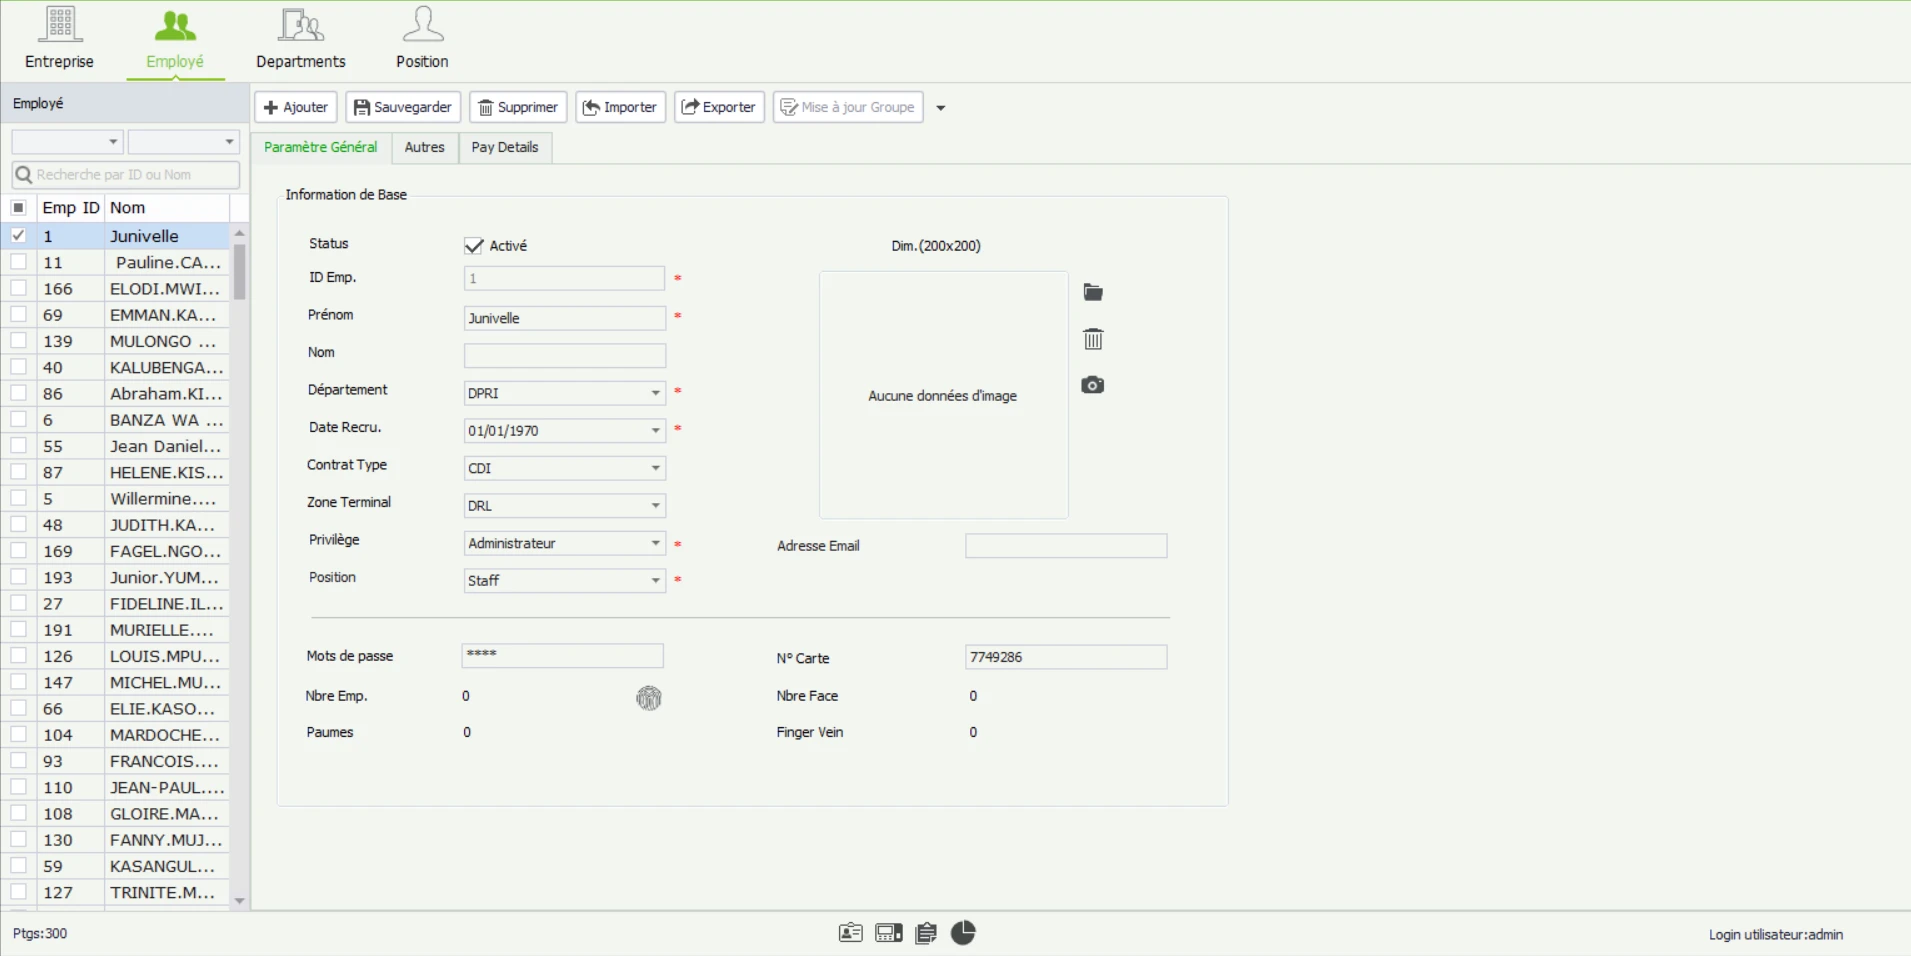 Entreprise
Employé
Departments
Position
Employé
Ajouter
Sauvegarder
Supprimer
Importer
Exporter
Mise à jour Groupe
Paramètre Général
Autres
Pay Details
Recherche par ID ou Nom
Emp ID Nom
1 Junivelle
11 Pauline.CA...
166 ELODI.MWI...
69 EMMAN.KA...
139 MULONGO ...
40 KALUBENGA...
86 Abraham.KI...
6 BANZA WA ...
55 Jean Daniel...
87 HELENE.KIS...
5 Willermine....
48 JUDITH.KA...
169 FAGEL.NGO...
193 Junior.YUM...
27 FIDELINE.IL...
191 MURIELLE....
126 LOUIS.MPU...
147 MICHEL.MU...
66 ELIE.KASO...
104 MARDOCHE...
93 FRANCOIS....
110 JEAN-PAUL....
108 GLOIRE.MA...
130 FANNY.MUJ...
59 KASANGUL...
127 TRINITE.M...
Information de Base
Status Activé
ID Emp. 1 *
Prénom Junivelle *
Nom
Département DPRI *
Date Recru. 01/01/1970 *
Contrat Type CDI
Zone Terminal DRL
Privilège Administrateur *
Position Staff *
Dim.(200x200)
Aucune données d'image
Adresse Email
Mots de passe ****
N° Carte 7749286
Nbre Emp. 0
Nbre Face 0
Paumes 0
Finger Vein 0
Ptgs:300
Login utilisateur:admin